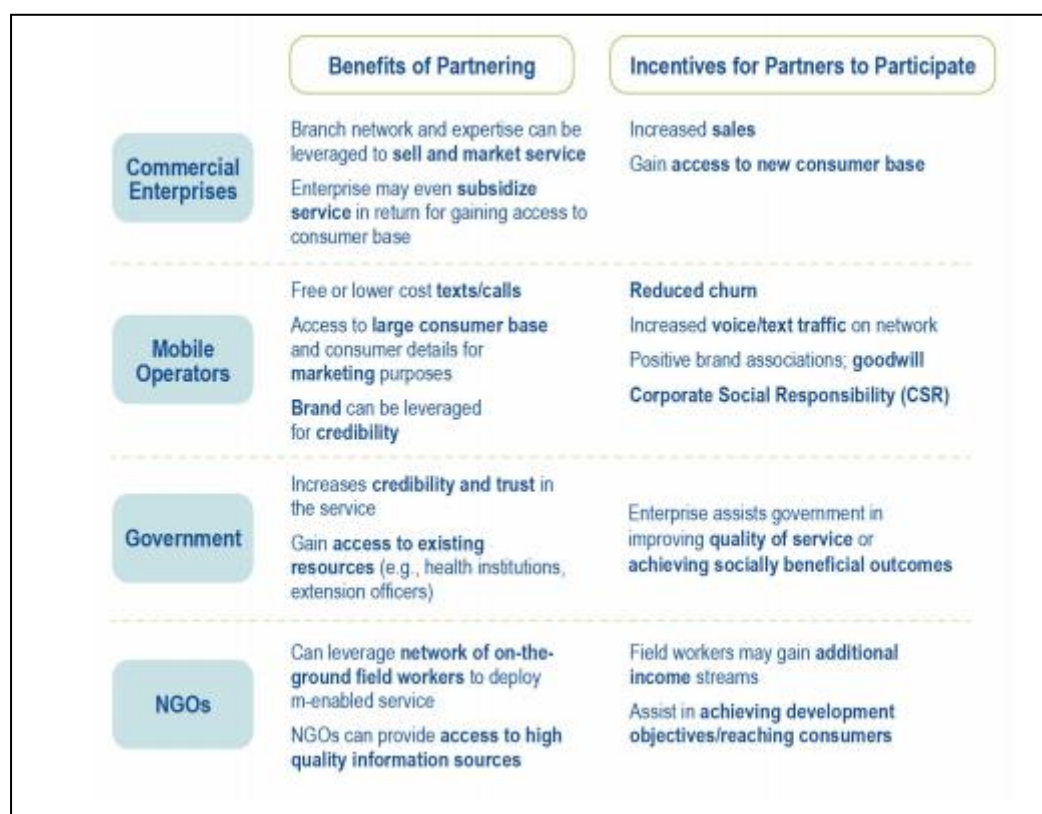 Benefits of Partnering
Incentives for Partners to Participate
Commercial
Enterprises
Branch network and expertise can be
leveraged to sell and market service
Enterprise may even subsidize
service in return for gaining access to
consumer base
Increased sales
Gain access to new consumer base
Mobile
Operators
Free or lower cost texts/calls
Access to large consumer base
and consumer details for
marketing purposes
Brand can be leveraged
for credibility
Reduced churn
Increased voice/text traffic on network
Positive brand associations; goodwill
Corporate Social Responsibility (CSR)
Government
Increases credibility and trust in
the service
Gain access to existing
resources (e.g., health institutions,
extension officers)
Enterprise assists government in
improving quality of service or
achieving socially beneficial outcomes
NGOs
Can leverage network of on-the-
ground field workers to deploy
m-enabled service
NGOs can provide access to high
quality information sources
Field workers may gain additional
income streams
Assist in achieving development
objectives/reaching consumers